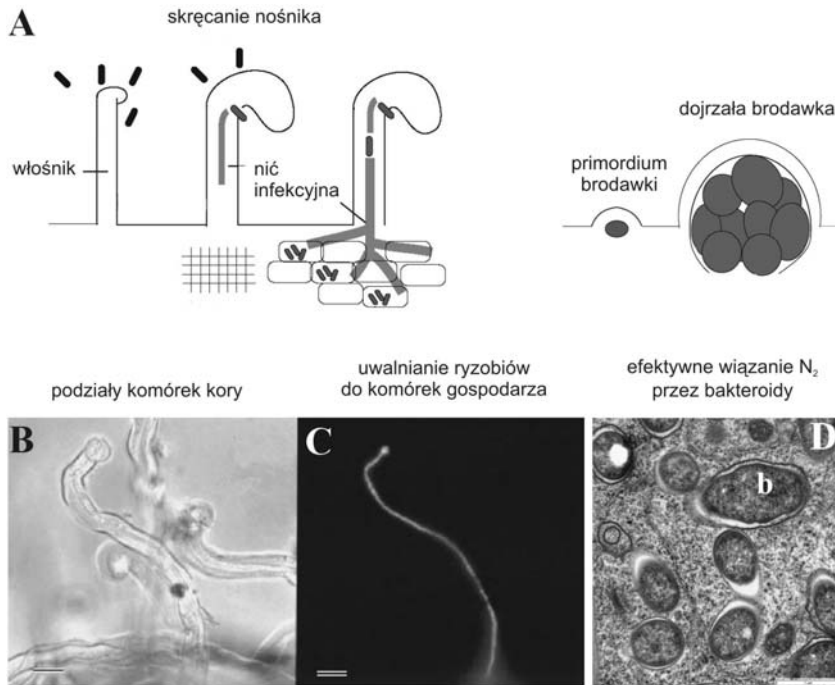 A
skręcanie nośnika
włośnik
nić
infekcyjna
dojrzała brodawka
primordium
brodawki
podziały komórek kory
uwalnianie ryzobiów
do komórek gospodarza
efektywne wiązanie N₂
przez bakteroidy
B
C
D
b